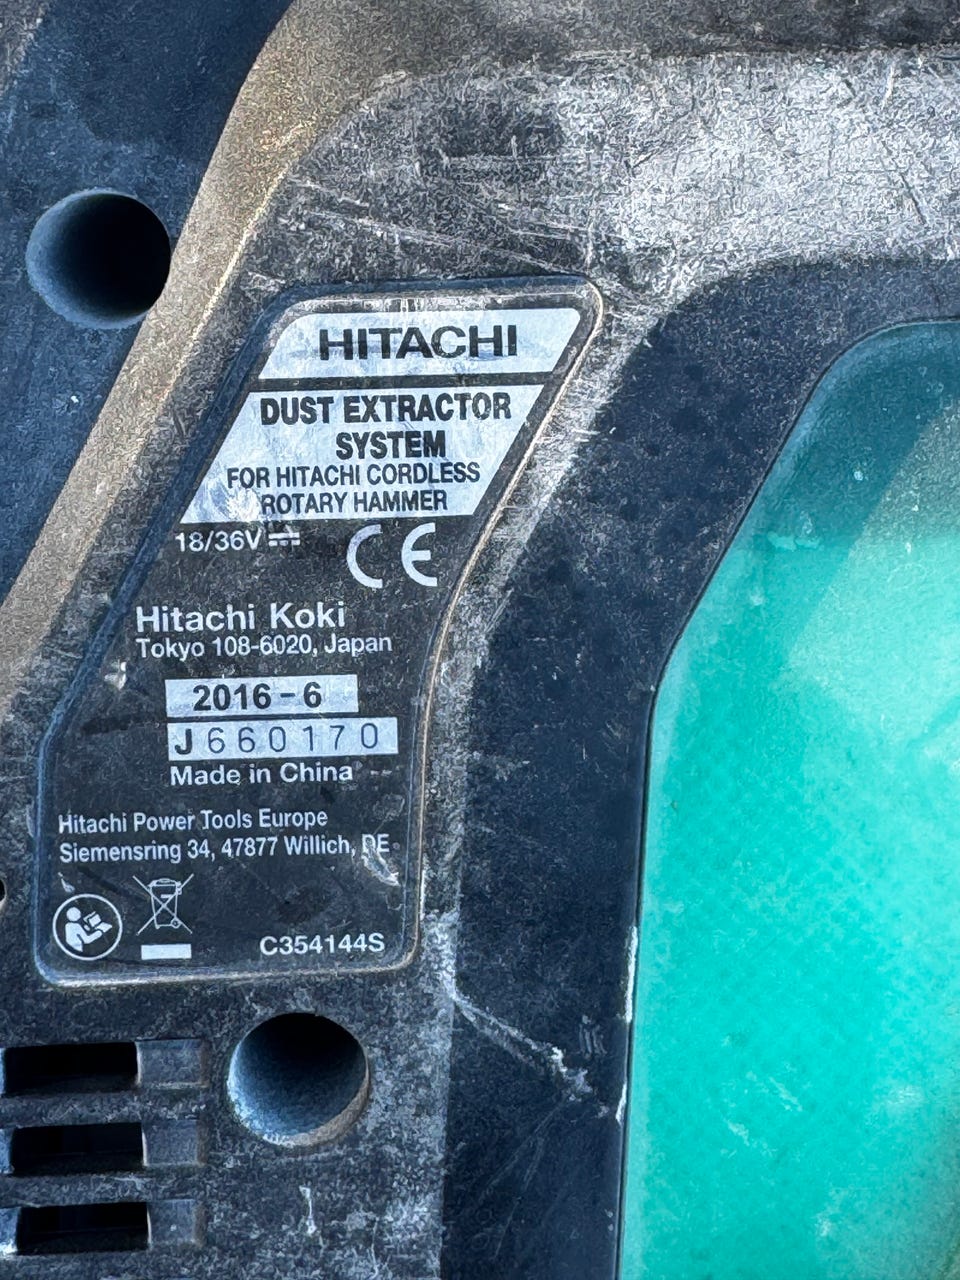 HITACHI
DUST EXTRACTOR
SYSTEM
FOR HITACHI CORDLESS
ROTARY HAMMER
18/36V⎓ CE
Hitachi Koki
Tokyo 108-6020, Japan
2016-6
J660170
Made in China
Hitachi Power Tools Europe
Siemensring 34, 47877 Willich, DE
C354144S